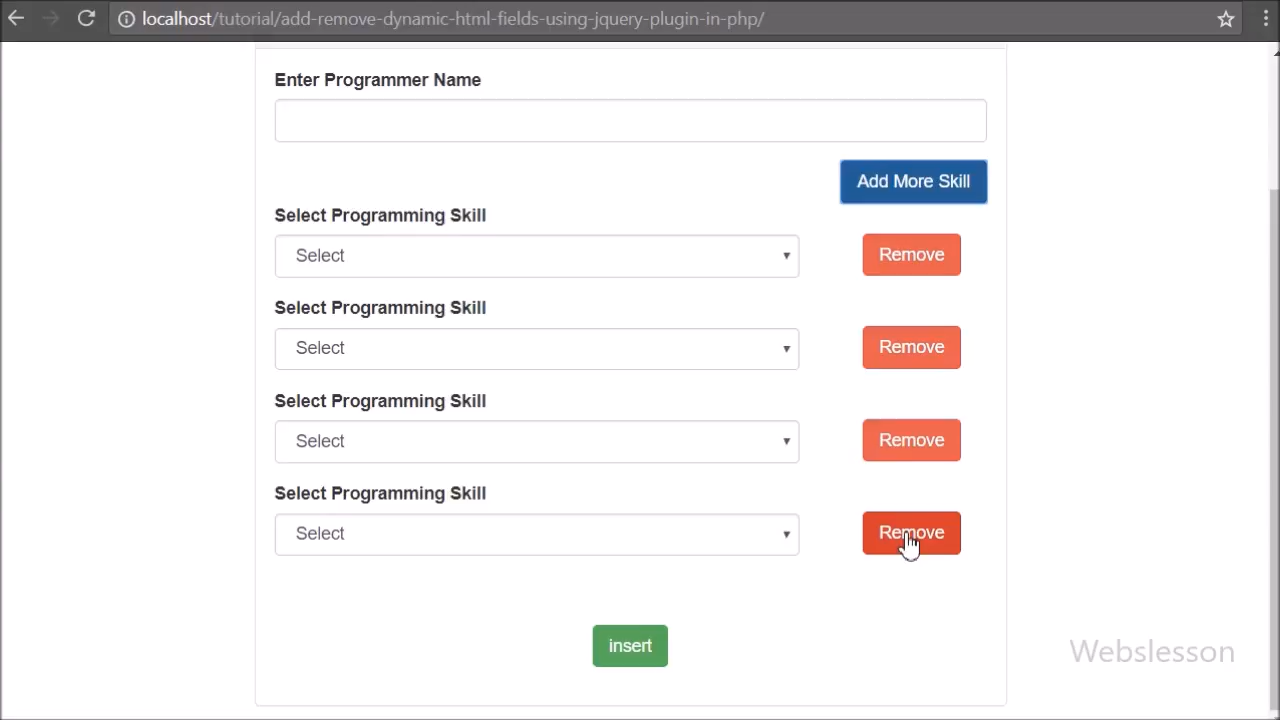 localhost/tutorial/add-remove-dynamic-html-fields-using-jquery-plugin-in-php/
Enter Programmer Name
Add More Skill
Select Programming Skill
Select
Remove
Select Programming Skill
Select
Remove
Select Programming Skill
Select
Remove
Select Programming Skill
Select
Remove
insert
Webslesson